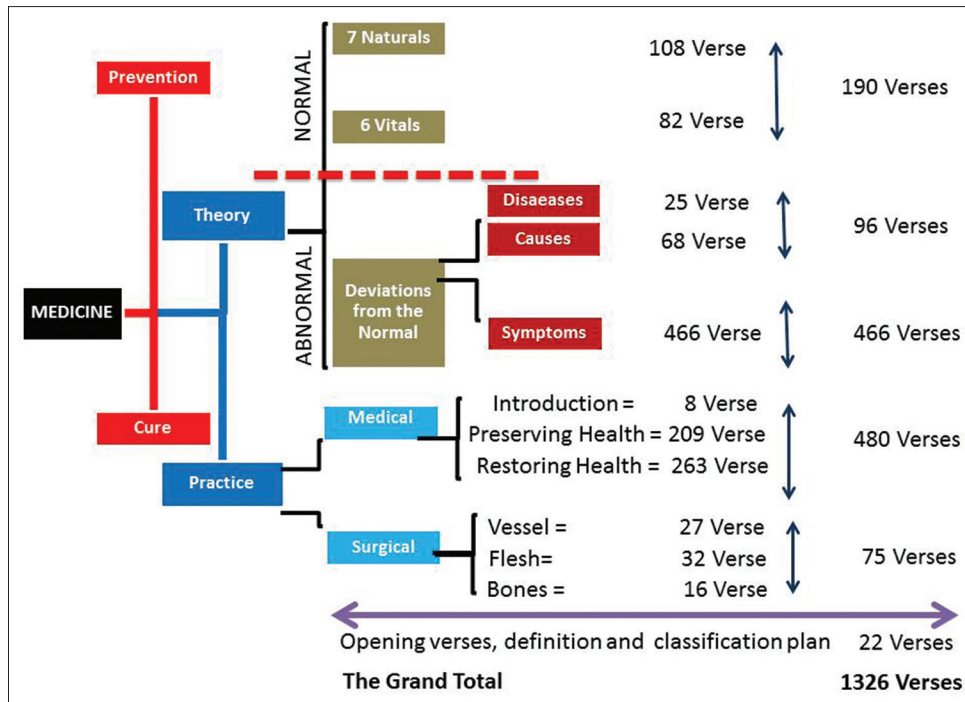 7 Naturals
108 Verse
Prevention
NORMAL
190 Verses
6 Vitals
82 Verse
Disaeases
25 Verse
Theory
96 Verses
Causes
68 Verse
ABNORMAL
Deviations
from the
Normal
MEDICINE
Symptoms
466 Verse
466 Verses
Introduction = 8 Verse
Medical
Cure
Preserving Health = 209 Verse
480 Verses
Restoring Health = 263 Verse
Practice
Vessel = 27 Verse
Surgical
Flesh= 32 Verse
75 Verses
Bones = 16 Verse
Opening verses, definition and classification plan 22 Verses
The Grand Total 1326 Verses